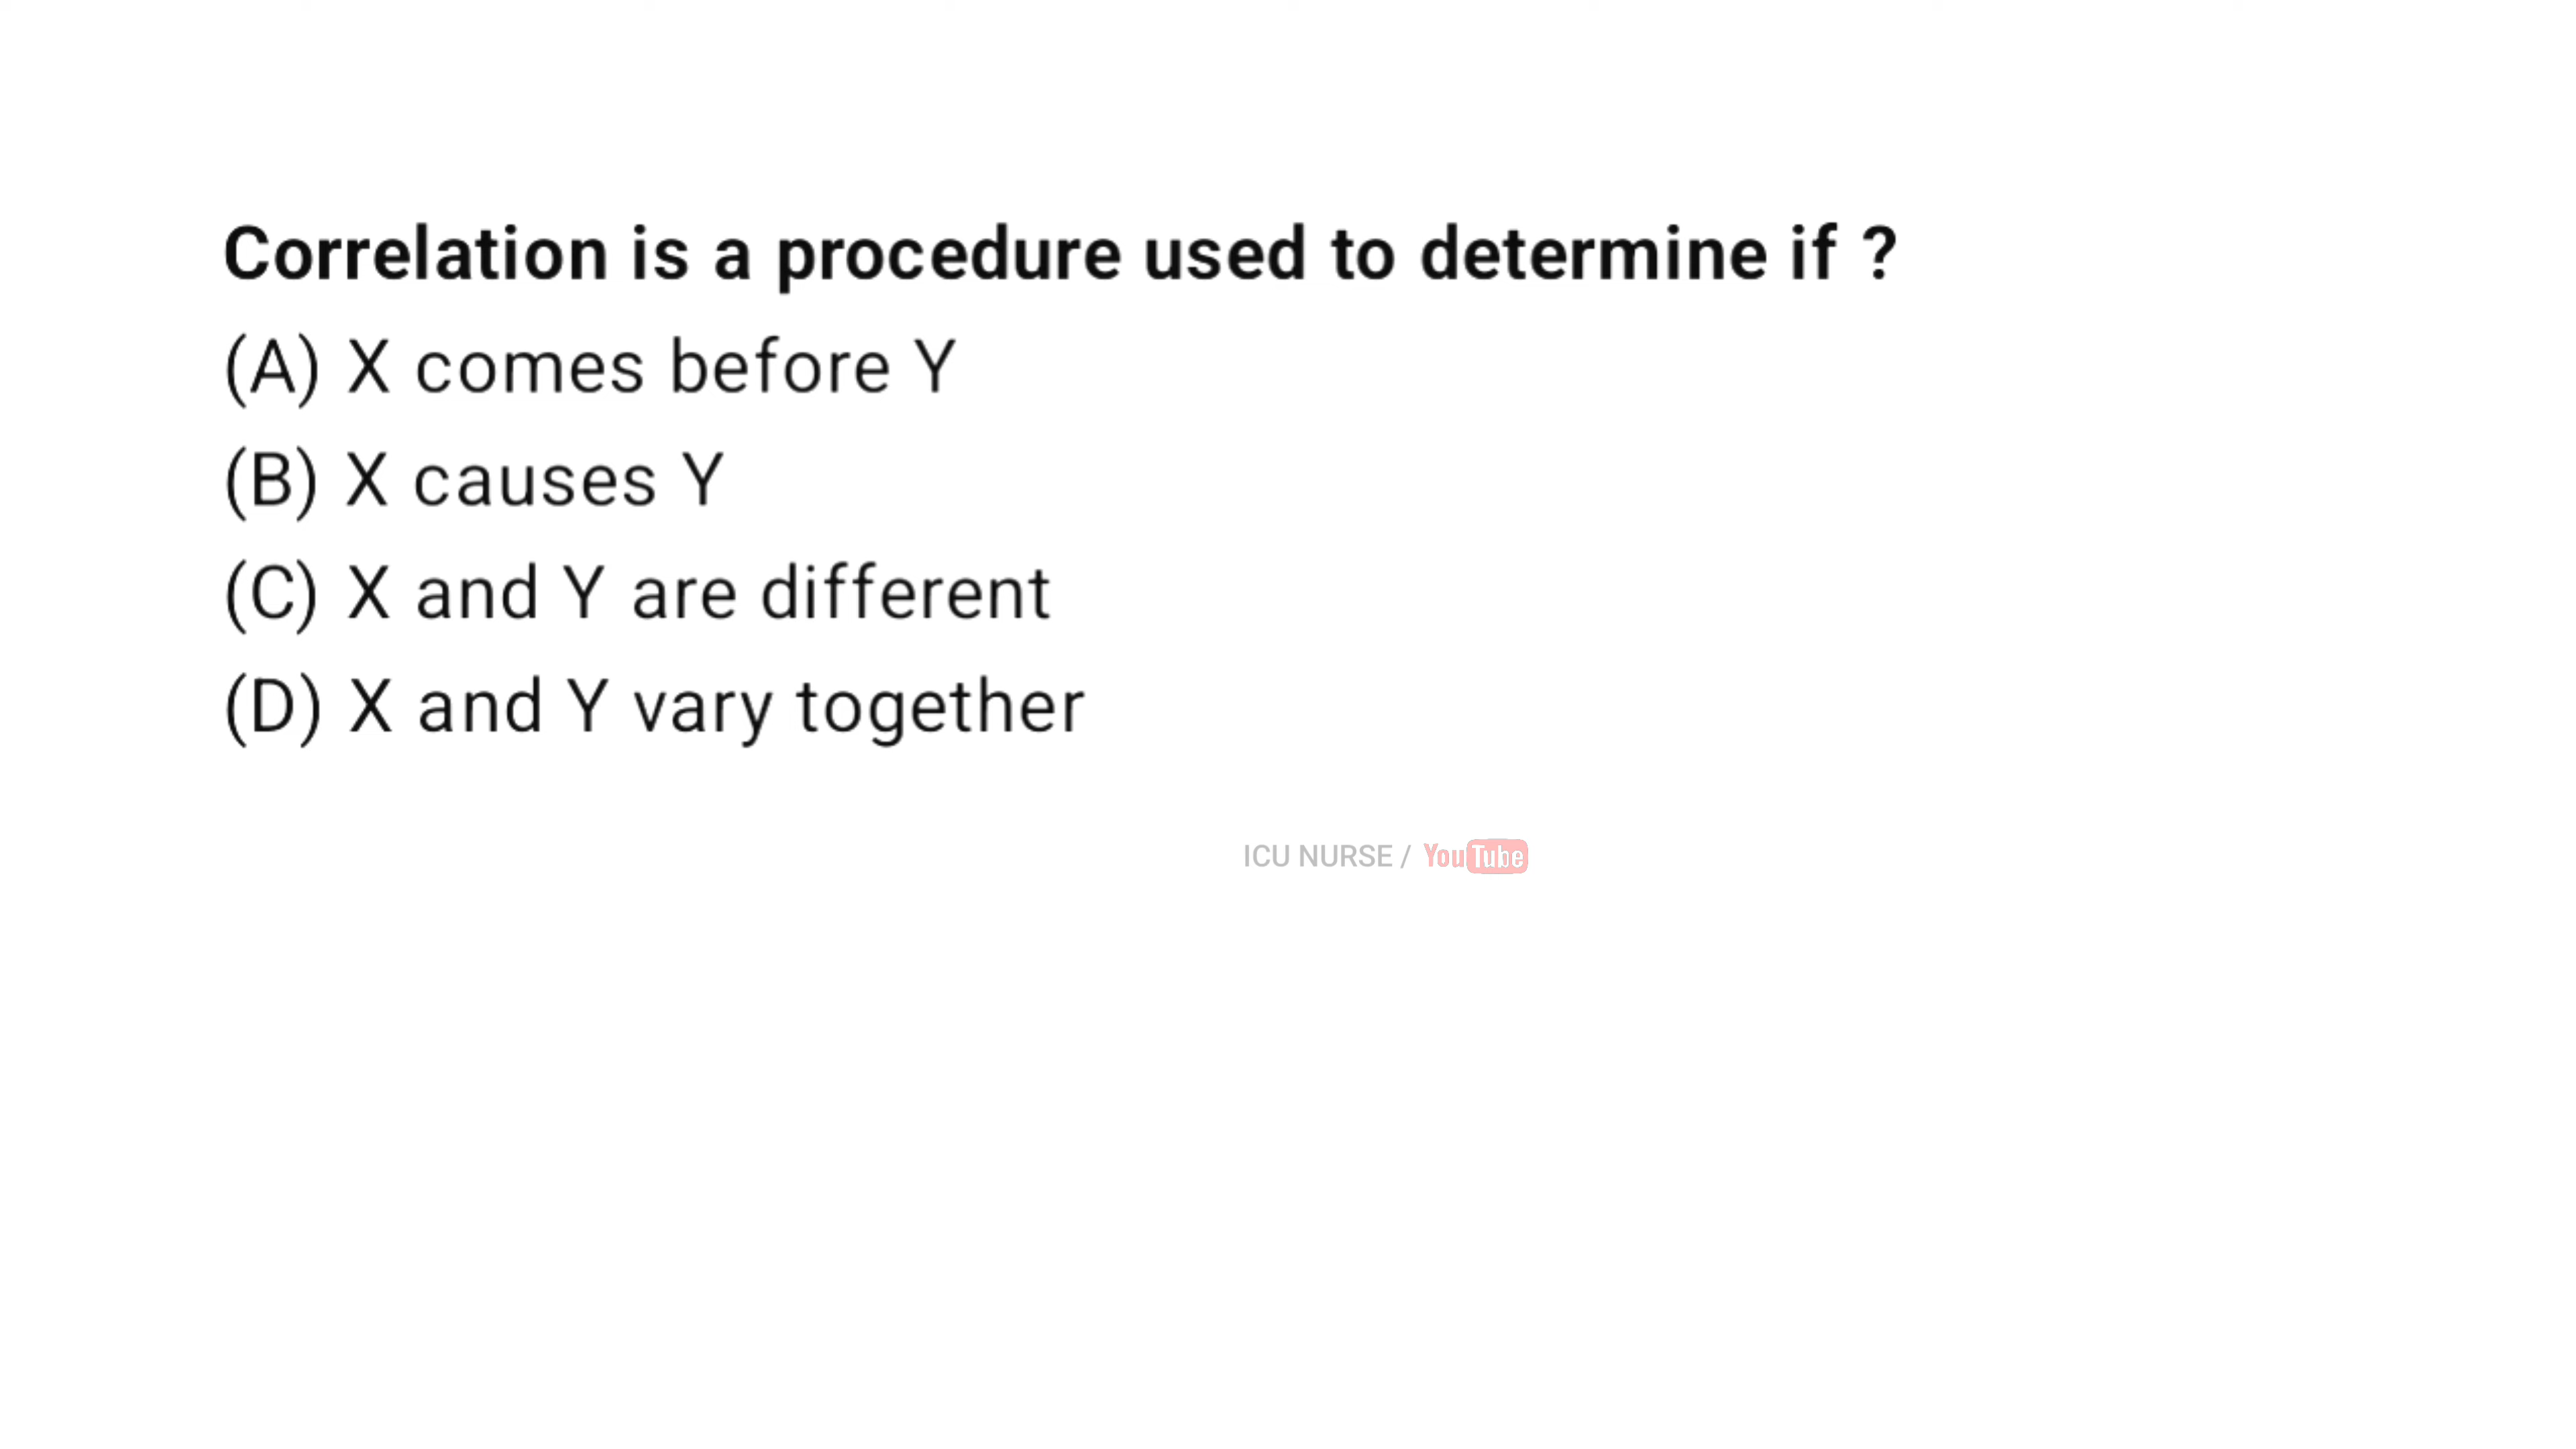 Correlation is a procedure used to determine if ?
(A) X comes before Y
(B) X causes Y
(C) X and Y are different
(D) X and Y vary together
ICU NURSE / YouTube